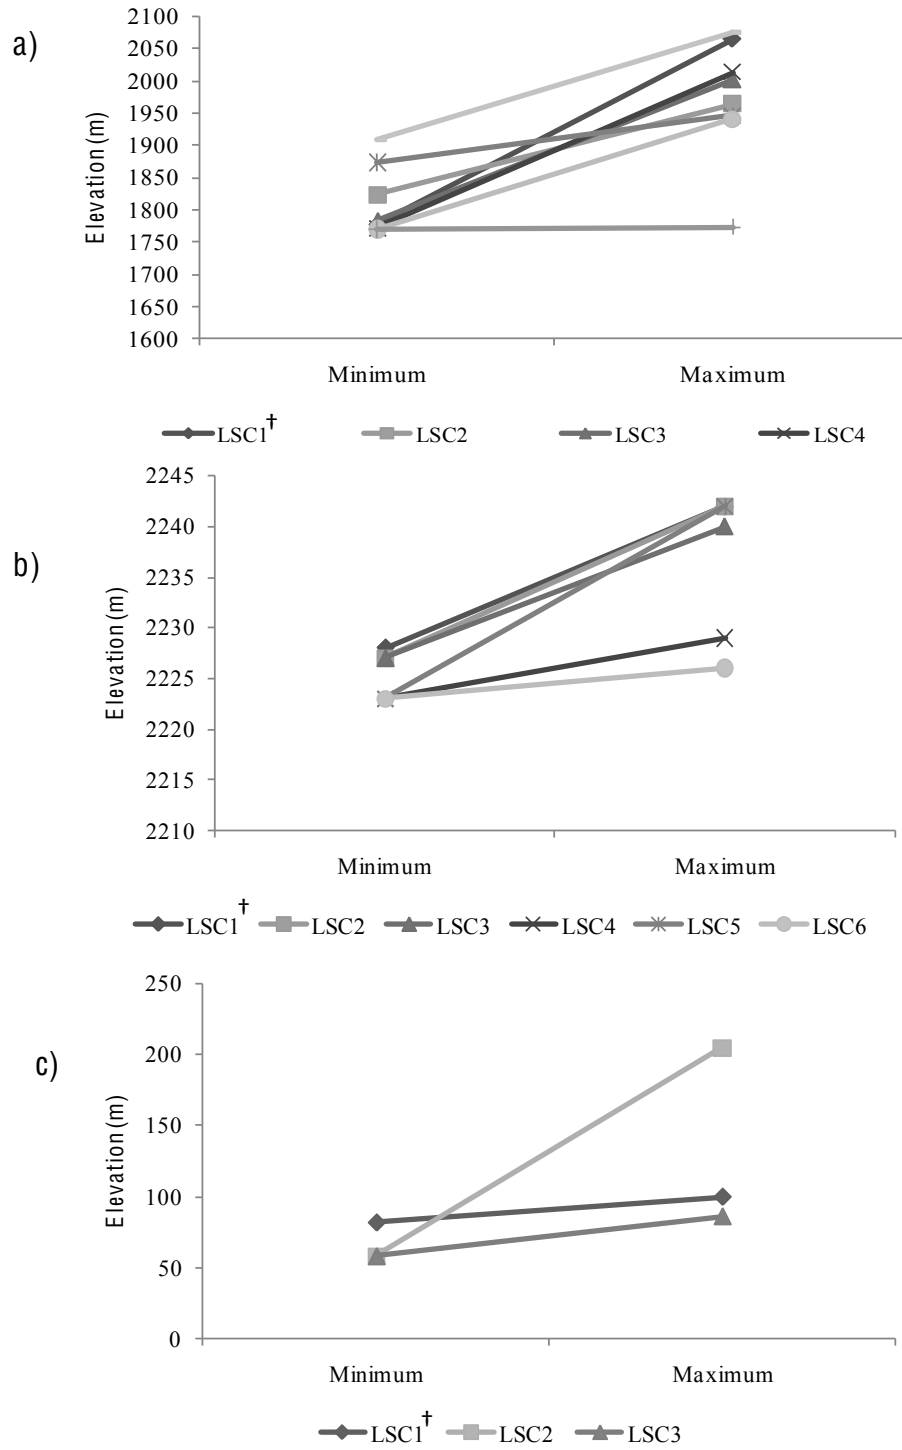 a)
Elevation (m)
2100
2050
2000
1950
1900
1850
1800
1750
1700
1650
1600
Minimum Maximum
LSC1† LSC2 LSC3 LSC4
b)
Elevation (m)
2245
2240
2235
2230
2225
2220
2215
2210
Minimum Maximum
LSC1† LSC2 LSC3 LSC4 LSC5 LSC6
c)
Elevation (m)
250
200
150
100
50
0
Minimum Maximum
LSC1† LSC2 LSC3